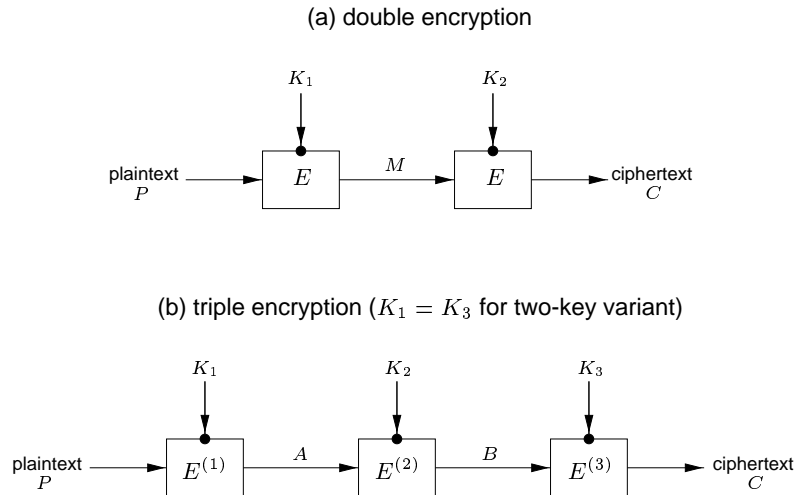 (a) double encryption
K₁ K₂
plaintext P E M E ciphertext C
(b) triple encryption (K₁ = K₃ for two-key variant)
K₁ K₂ K₃
plaintext P E⁽¹⁾ A E⁽²⁾ B E⁽³⁾ ciphertext C